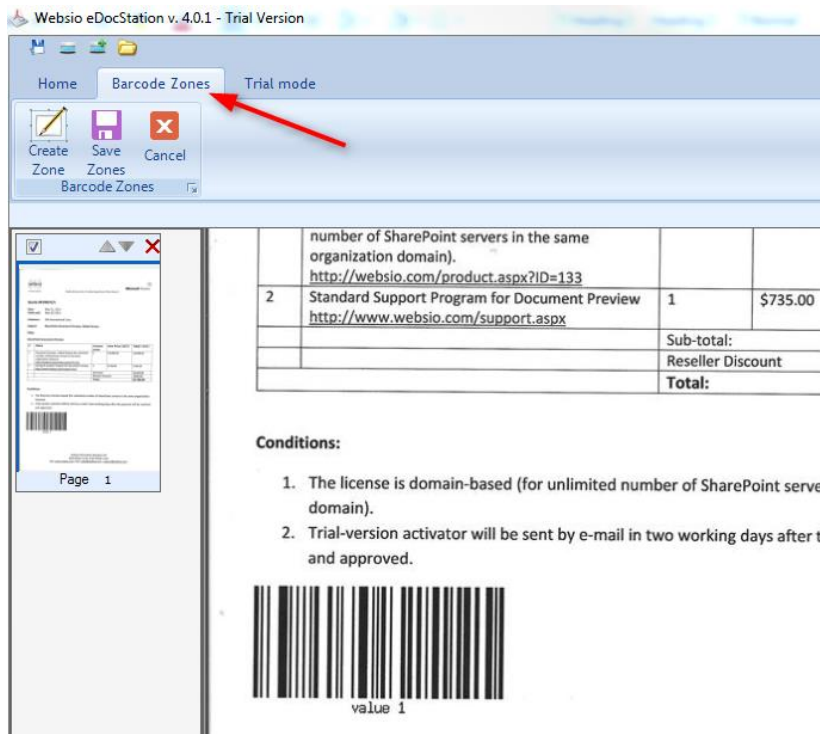 Websio eDocStation v. 4.0.1 - Trial Version
Home Barcode Zones Trial mode
Create Zone Save Zones Cancel
Barcode Zones
number of SharePoint servers in the same
organization domain).
http://websio.com/product.aspx?ID=133
2 Standard Support Program for Document Preview 1 $735.00
http://www.websio.com/support.aspx
Sub-total:
Reseller Discount
Total:
Conditions:
1. The license is domain-based (for unlimited number of SharePoint serve
domain).
2. Trial-version activator will be sent by e-mail in two working days after t
and approved.
value 1
Page 1